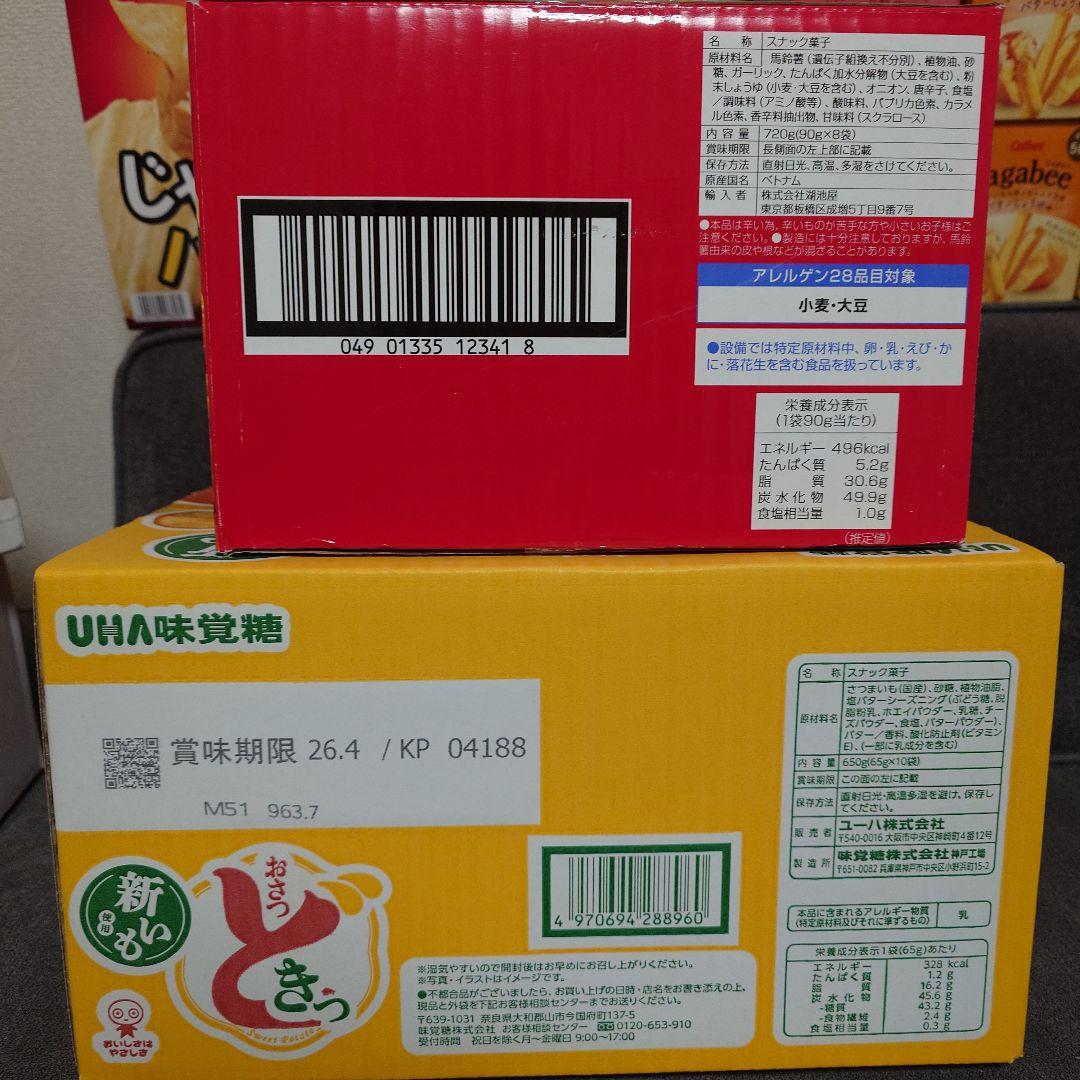 じゃ
バターしょうゆ
Calbee
agabee
バターしょうゆ
名 称 スナック菓子
原材料名 馬鈴薯(遺伝子組換え不分別)、植物油、砂
糖、ガーリック、たんぱく加水分解物(大豆を含む)、粉
末しょうゆ(小麦・大豆を含む)、オニオン、唐辛子、食塩
/調味料(アミノ酸等)、酸味料、パプリカ色素、カラメ
ル色素、香辛料抽出物、甘味料(スクラロース)
内容量 720g(90g×8袋)
賞味期限 長側面の左上部に記載
保存方法 直射日光、高温、多湿をさけてください。
原産国名 ベトナム
輸入者 株式会社湖池屋
東京都板橋区成増5丁目9番7号
●本品は辛い為、辛いものが苦手な方や小さいお子様はご
注意ください。●製造には十分注意しておりますが、馬鈴
薯由来の皮や根などが混ざることがあります。
アレルゲン28品目対象
小麦・大豆
●設備では特定原材料中、卵・乳・えび・か
に・落花生を含む食品を扱っています。
049 01335 12341 8
栄養成分表示
(1袋90g当たり)
エネルギー 496kcal
たんぱく質 5.2g
脂質 30.6g
炭水化物 49.9g
食塩相当量 1.0g
(推定値)
UHA味覚糖
賞味期限 26.4 /KP 04188
M51 963.7
新いも
使用
おさつ
どきっ
Sweet Potato
おいしさは
やさしさ
4 970694 288960
※湿気やすいので開封後はお早めにお召し上がりください。
※写真・イラストはイメージです。
●不都合品がございましたら、お買い上げの日時・店名をお書き添えの上、
現品と外袋を下記お客様相談センターまでお送りください。
〒639-1031 奈良県大和郡山市今国府町137-5
味覚糖株式会社 お客様相談センター 0120-653-910
受付時間 祝日を除く月〜金曜日 9:00〜17:00
名 称 スナック菓子
原材料名 さつまいも(国産)、砂糖、植物油脂、
塩バターシーズニング(ぶどう糖、脱
脂粉乳、ホエイパウダー、乳糖、チー
ズパウダー、食塩、バターパウダー)、
バター/香料、酸化防止剤(ビタミン
E)、(一部に乳成分を含む)
内容量 650g(65g×10袋)
賞味期限 この面の左に記載
保存方法 直射日光・高温多湿を避け、保存し
てください。
販売者 ユーハ株式会社
〒540-0016 大阪市中央区神崎町4番12号
製造所 味覚糖株式会社 神戸工場
〒651-0082 兵庫県神戸市中央区小野浜町15-2
本品に含まれるアレルギー物質
(特定原材料及びそれに準ずるもの) 乳
栄養成分表示1袋(65g)あたり
エネルギー 328 kcal
たんぱく質 1.2 g
脂質 16.2 g
炭水化物 45.6 g
-糖質 43.2 g
-食物繊維 2.4 g
食塩相当量 0.3 g